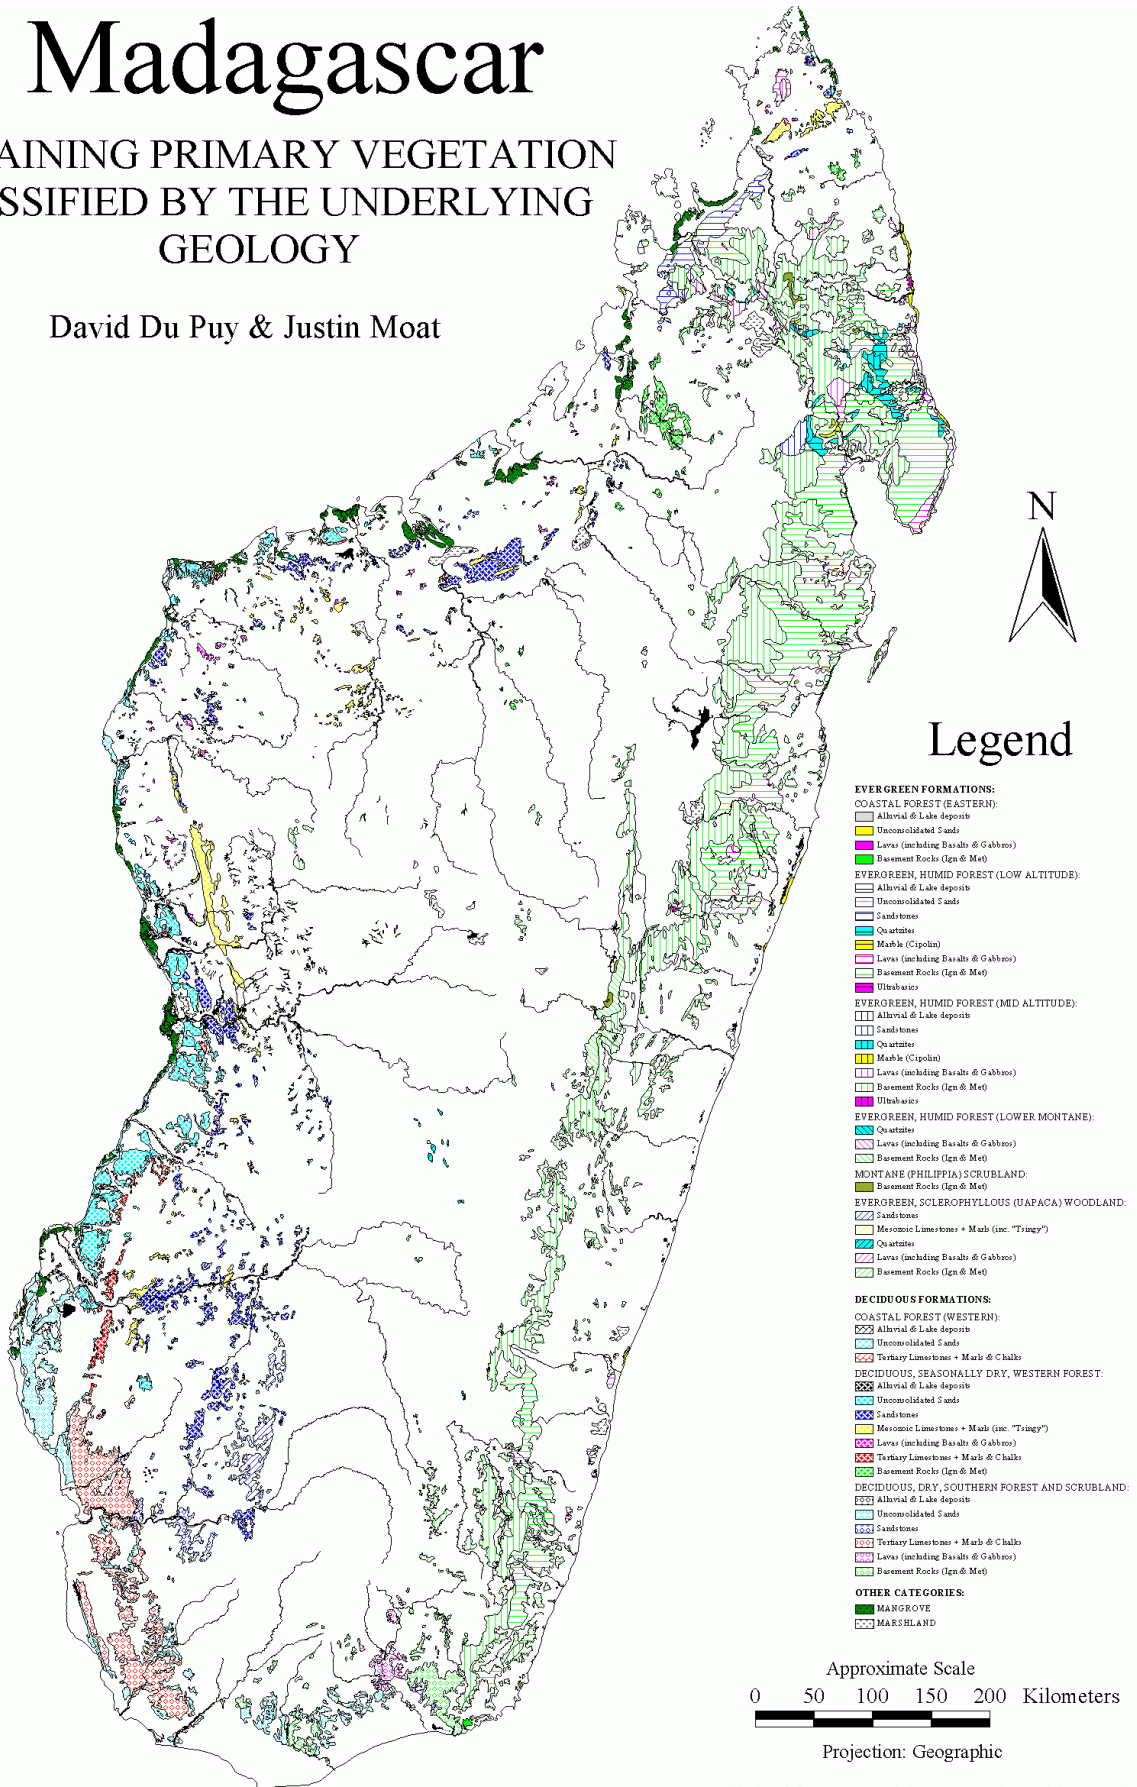 Madagascar
AINING PRIMARY VEGETATION
SSIFIED BY THE UNDERLYING
GEOLOGY
David Du Puy & Justin Moat
N
Legend
EVERGREEN FORMATIONS:
COASTAL FOREST (EASTERN):
Alluvial & Lake deposits
Unconsolidated Sands
Lavas (including Basalts & Gabbros)
Basement Rocks (Ign & Met)
EVERGREEN, HUMID FOREST (LOW ALTITUDE):
Alluvial & Lake deposits
Unconsolidated Sands
Sandstones
Quartzites
Marble (Cipolin)
Lavas (including Basalts & Gabbros)
Basement Rocks (Ign & Met)
Ultrabasics
EVERGREEN, HUMID FOREST (MID ALTITUDE):
Alluvial & Lake deposits
Sandstones
Quartzites
Marble (Cipolin)
Lavas (including Basalts & Gabbros)
Basement Rocks (Ign & Met)
Ultrabasics
EVERGREEN, HUMID FOREST (LOWER MONTANE):
Quartzites
Lavas (including Basalts & Gabbros)
Basement Rocks (Ign & Met)
MONTANE (PHILIPPIA) SCRUBLAND:
Basement Rocks (Ign & Met)
EVERGREEN, SCLEROPHYLLOUS (UAPACA) WOODLAND:
Sandstones
Mesozoic Limestones + Marls (inc. "Tsingy")
Quartzites
Lavas (including Basalts & Gabbros)
Basement Rocks (Ign & Met)
DECIDUOUS FORMATIONS:
COASTAL FOREST (WESTERN):
Alluvial & Lake deposits
Unconsolidated Sands
Tertiary Limestones + Marls & Chalks
DECIDUOUS, SEASONALLY DRY, WESTERN FOREST:
Alluvial & Lake deposits
Unconsolidated Sands
Sandstones
Mesozoic Limestones + Marls (inc. "Tsingy")
Lavas (including Basalts & Gabbros)
Tertiary Limestones + Marls & Chalks
Basement Rocks (Ign & Met)
DECIDUOUS, DRY, SOUTHERN FOREST AND SCRUBLAND:
Alluvial & Lake deposits
Unconsolidated Sands
Sandstones
Tertiary Limestones + Marls & Chalks
Lavas (including Basalts & Gabbros)
Basement Rocks (Ign & Met)
OTHER CATEGORIES:
MANGROVE
MARSHLAND
Approximate Scale
0 50 100 150 200 Kilometers
Projection: Geographic